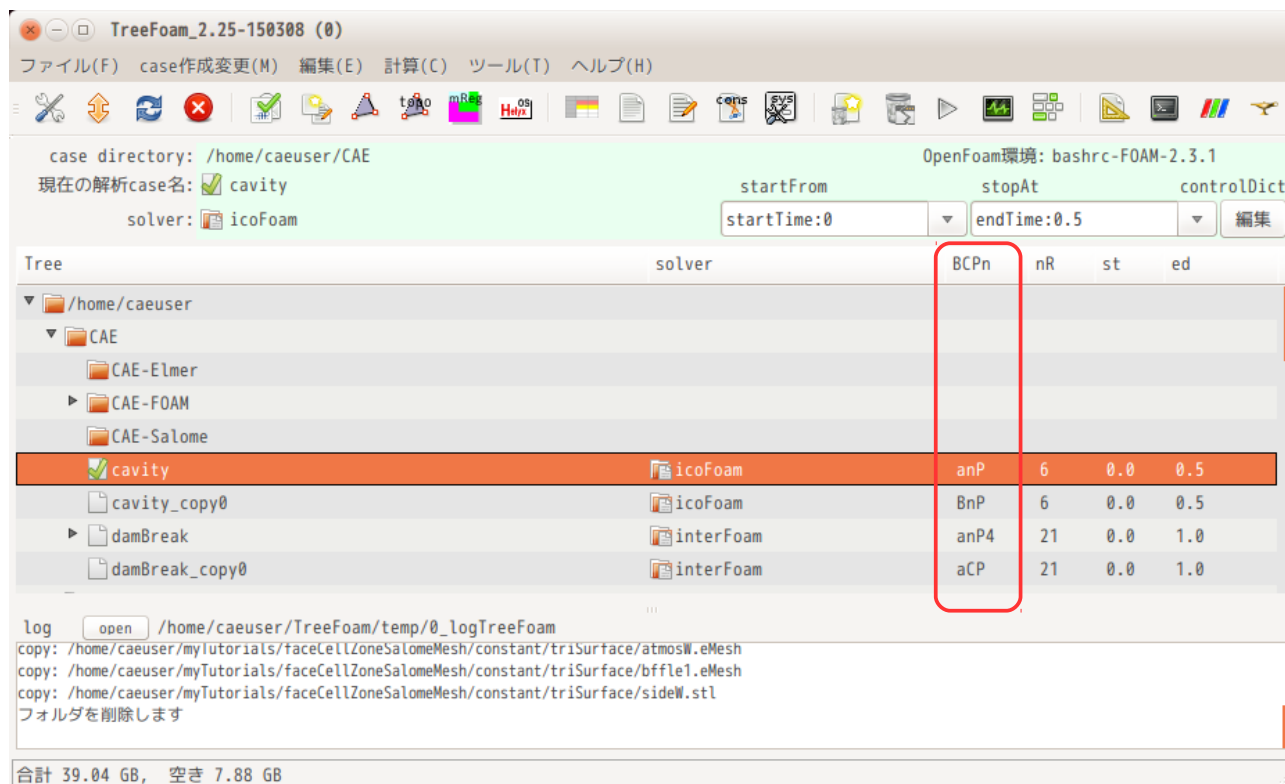 TreeFoam_2.25-150308 (0)
ファイル(F) case作成変更(M) 編集(E) 計算(C) ツール(T) ヘルプ(H)
topo mReg Helyx OS cons sys
case directory: /home/caeuser/CAE OpenFoam環境: bashrc-FOAM-2.3.1
現在の解析case名: cavity startFrom stopAt controlDict
solver: icoFoam startTime:0 endTime:0.5 編集
Tree solver BCPn nR st ed
/home/caeuser
CAE
CAE-Elmer
CAE-FOAM
CAE-Salome
cavity icoFoam anP 6 0.0 0.5
cavity_copy0 icoFoam BnP 6 0.0 0.5
damBreak interFoam anP4 21 0.0 1.0
damBreak_copy0 interFoam aCP 21 0.0 1.0
log open /home/caeuser/TreeFoam/temp/0_logTreeFoam
copy: /home/caeuser/myTutorials/faceCellZoneSalomeMesh/constant/triSurface/atmosW.eMesh
copy: /home/caeuser/myTutorials/faceCellZoneSalomeMesh/constant/triSurface/bffle1.eMesh
copy: /home/caeuser/myTutorials/faceCellZoneSalomeMesh/constant/triSurface/sideW.stl
フォルダを削除します
合計 39.04 GB, 空き 7.88 GB